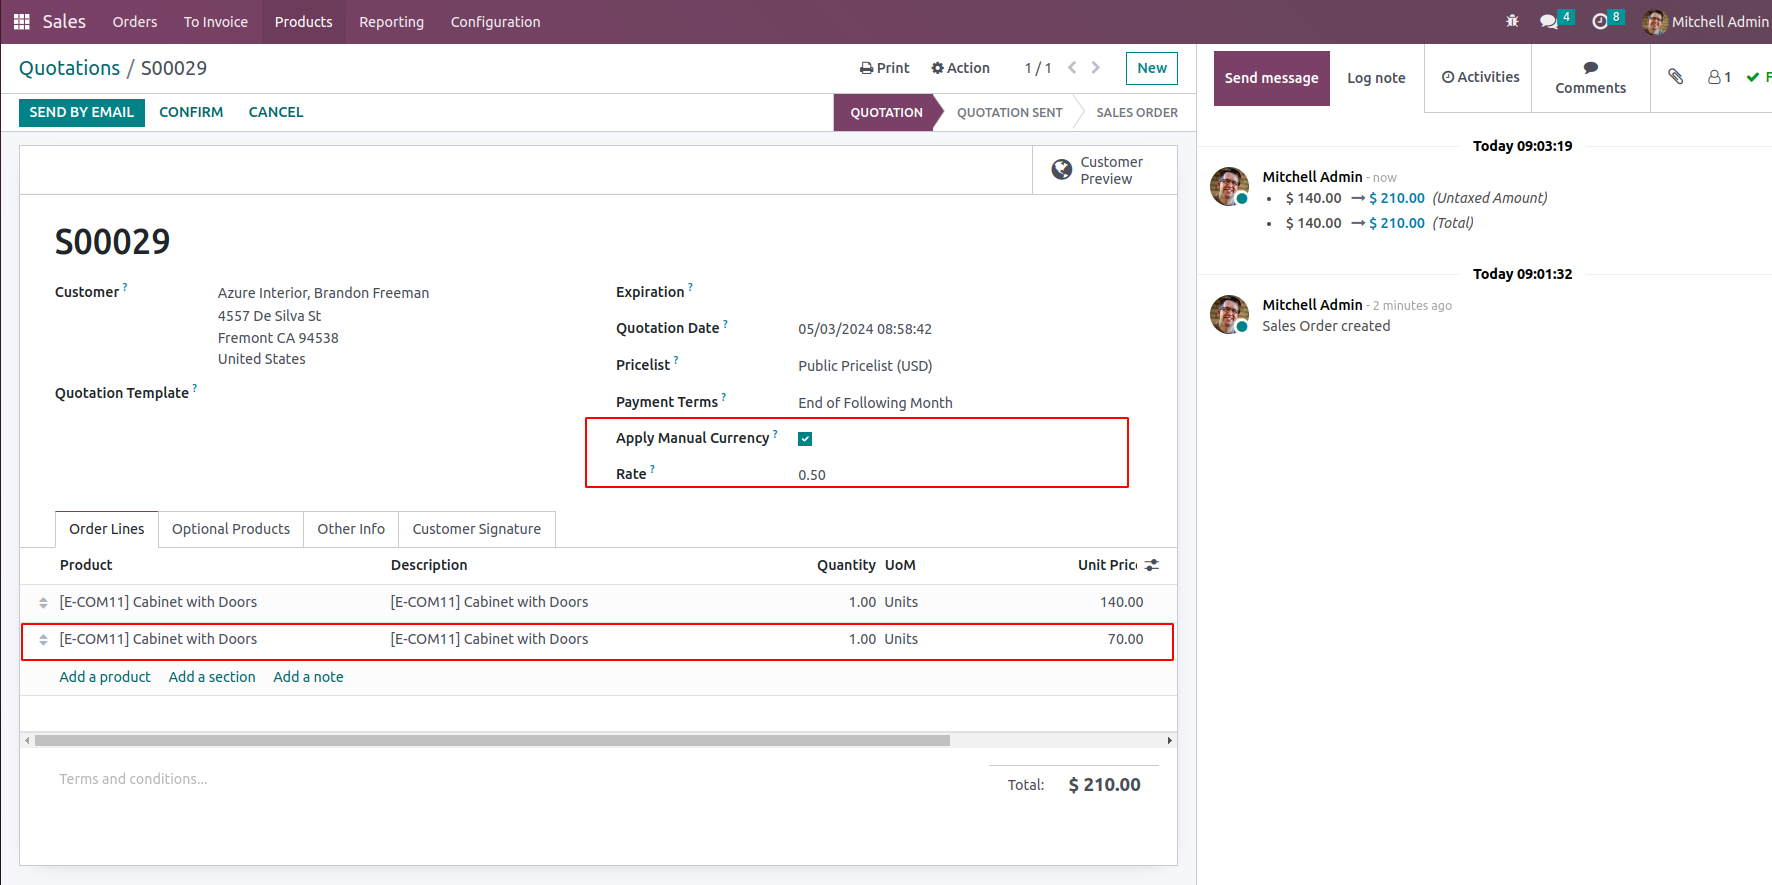 Sales Orders To Invoice Products Reporting Configuration 4 8 Mitchell Admin
Quotations / S00029 Print Action 1 / 1 New
SEND BY EMAIL CONFIRM CANCEL QUOTATION QUOTATION SENT SALES ORDER
Customer
Preview
S00029
Customer ? Azure Interior, Brandon Freeman
4557 De Silva St
Fremont CA 94538
United States
Quotation Template ?
Expiration ?
Quotation Date ? 05/03/2024 08:58:42
Pricelist ? Public Pricelist (USD)
Payment Terms ? End of Following Month
Apply Manual Currency ?
Rate ? 0.50
Order Lines Optional Products Other Info Customer Signature
Product Description Quantity UoM Unit Pric
[E-COM11] Cabinet with Doors [E-COM11] Cabinet with Doors 1.00 Units 140.00
[E-COM11] Cabinet with Doors [E-COM11] Cabinet with Doors 1.00 Units 70.00
Add a product Add a section Add a note
Terms and conditions...
Total: $ 210.00
Send message Log note Activities Comments 1 F
Today 09:03:19
Mitchell Admin - now
• $ 140.00 → $ 210.00 (Untaxed Amount)
• $ 140.00 → $ 210.00 (Total)
Today 09:01:32
Mitchell Admin - 2 minutes ago
Sales Order created